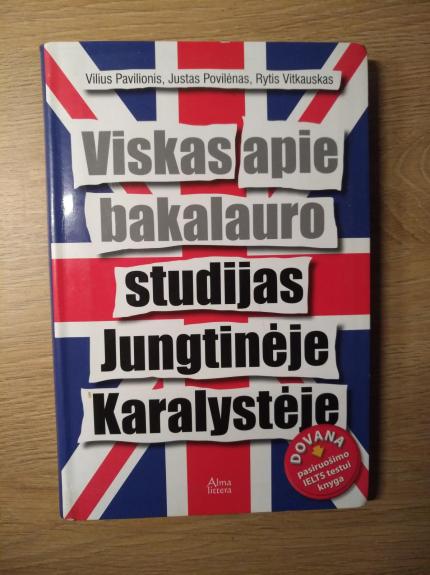 Vilius Pavilionis, Justas Povilėnas, Rytis Vitkauskas
Viskas apie
bakalauro
studijas
Jungtinėje
Karalystėje
DOVANA
pasiruošimo
IELTS testui
knyga
Alma
littera